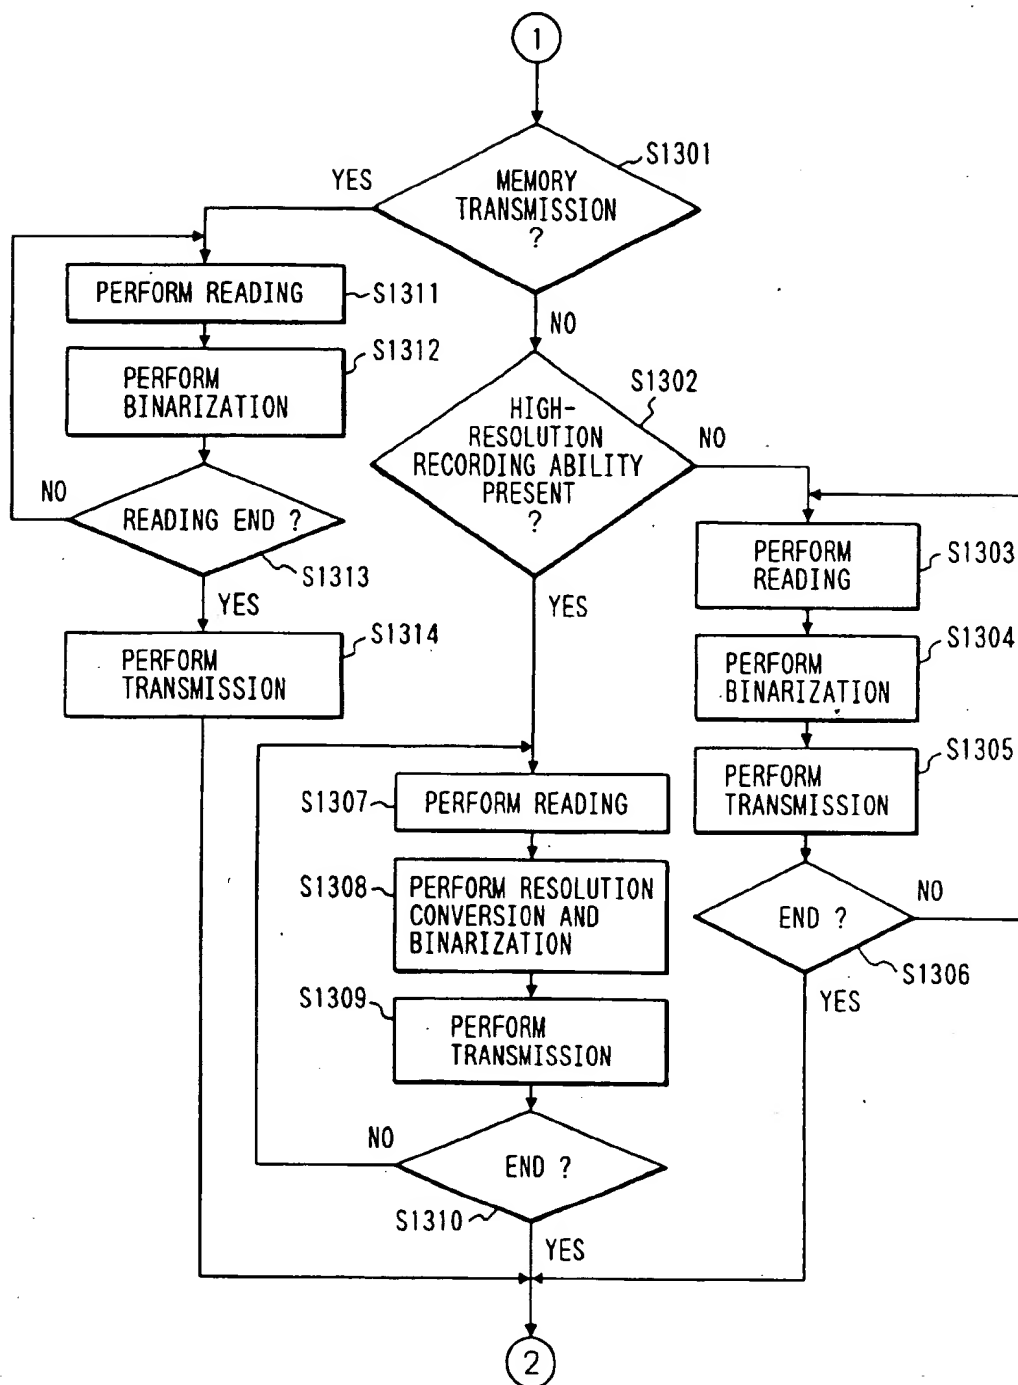 1
S1301
YES
MEMORY
TRANSMISSION
?
PERFORM READING
S1311
NO
S1312
PERFORM
BINARIZATION
S1302
HIGH-
RESOLUTION
RECORDING ABILITY
PRESENT
?
NO
NO
READING END ?
S1313
PERFORM
READING
S1303
YES
YES
S1314
PERFORM
TRANSMISSION
S1304
PERFORM
BINARIZATION
S1305
PERFORM
TRANSMISSION
S1307
PERFORM READING
S1308
PERFORM RESOLUTION
CONVERSION AND
BINARIZATION
END ?
NO
S1306
YES
S1309
PERFORM
TRANSMISSION
NO
END ?
S1310
YES
2